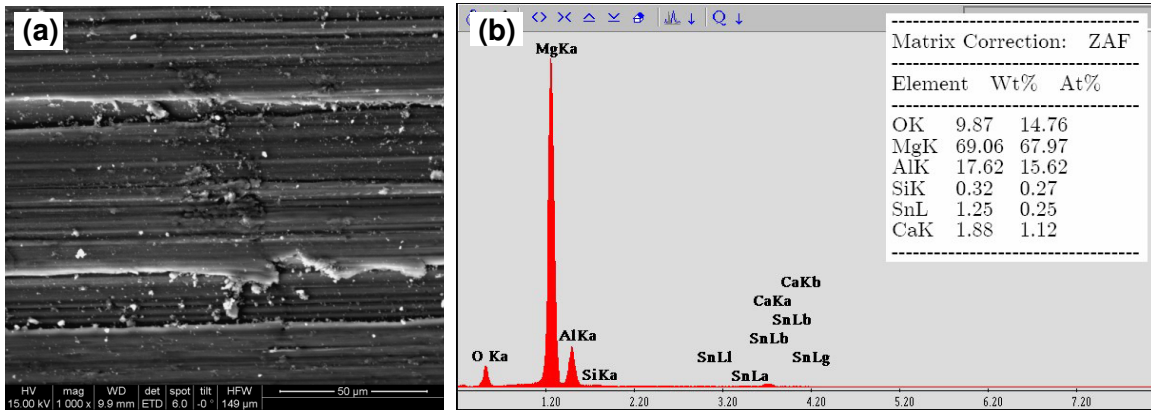 (a)
HV mag WD det spot tilt HFW
15.00 kV 1 000 x 9.9 mm ETD 6.0 -0° 149 µm
50 µm
(b)
Q
MgKa
AlKa
O Ka
SiKa
CaKb
CaKa
SnLb
SnLb
SnLl
SnLg
SnLa
1.20 2.20 3.20 4.20 5.20 6.20 7.20
Matrix Correction: ZAF
Element Wt% At%
OK 9.87 14.76
MgK 69.06 67.97
AlK 17.62 15.62
SiK 0.32 0.27
SnL 1.25 0.25
CaK 1.88 1.12